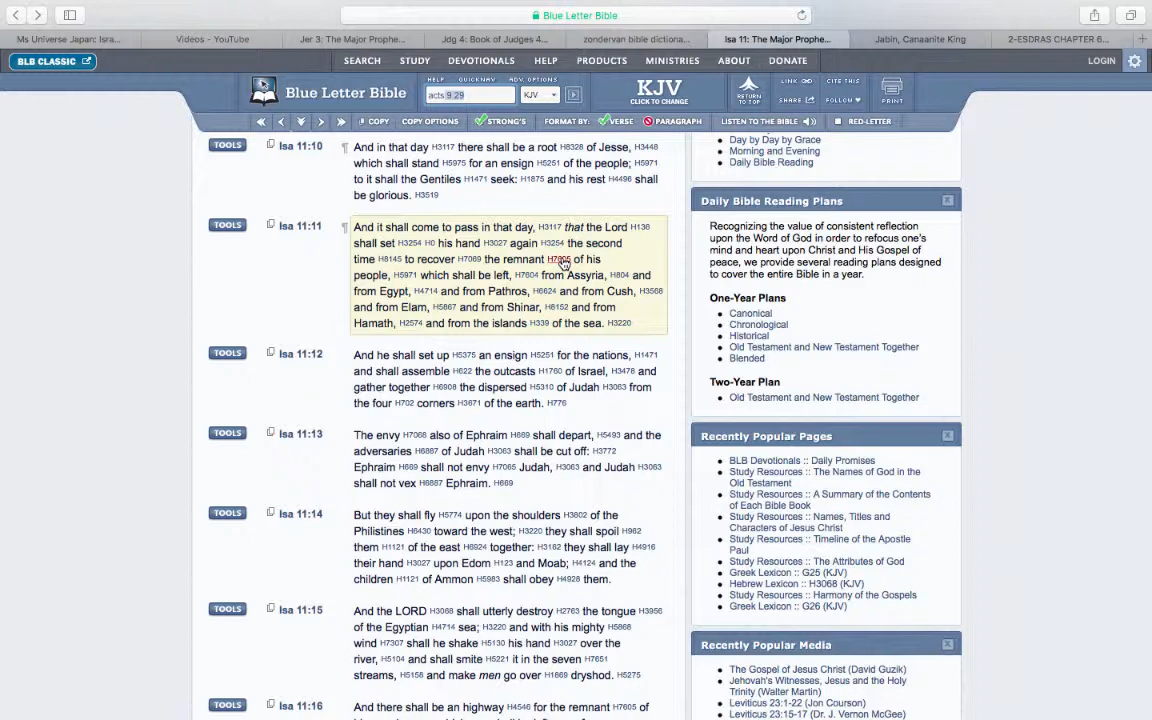 Blue Letter Bible
Ms Universe Japan: Isra...
Videos - YouTube
Jer 3: The Major Prophe...
Jdg 4: Book of Judges 4...
zondervan bible dictiona...
Isa 11: The Major Prophe...
Jabin, Canaanite King
2-ESDRAS CHAPTER 6...
BLB CLASSIC
SEARCH STUDY DEVOTIONALS HELP PRODUCTS MINISTRIES ABOUT DONATE
LOGIN
Blue Letter Bible
HELP QUICKNAV ADV. OPTIONS
acts 9 29
KJV
KJV
CLICK TO CHANGE
RETURN
TO TOP
LINK
SHARE
CITE THIS
FOLLOW
PRINT
COPY COPY OPTIONS STRONG'S FORMAT BY: VERSE PARAGRAPH LISTEN TO THE BIBLE RED-LETTER
TOOLS Isa 11:10 ¶ And in that day H3117 there shall be a root H8328 of Jesse, H3448
which shall stand H5975 for an ensign H5251 of the people; H5971
to it shall the Gentiles H1471 seek: H1875 and his rest H4496 shall
be glorious. H3519
TOOLS Isa 11:11 ¶ And it shall come to pass in that day, H3117 that the Lord H136
shall set H3254 H0 his hand H3027 again H3254 the second
time H8145 to recover H7069 the remnant H7605 of his
people, H5971 which shall be left, H7604 from Assyria, H804 and
from Egypt, H4714 and from Pathros, H6624 and from Cush, H3568
and from Elam, H5867 and from Shinar, H8152 and from
Hamath, H2574 and from the islands H339 of the sea. H3220
TOOLS Isa 11:12 And he shall set up H5375 an ensign H5251 for the nations, H1471
and shall assemble H622 the outcasts H1760 of Israel, H3478 and
gather together H6908 the dispersed H5310 of Judah H3063 from
the four H702 corners H3671 of the earth. H776
TOOLS Isa 11:13 The envy H7068 also of Ephraim H669 shall depart, H5493 and the
adversaries H6887 of Judah H3063 shall be cut off: H3772
Ephraim H669 shall not envy H7065 Judah, H3063 and Judah H3063
shall not vex H6887 Ephraim. H669
TOOLS Isa 11:14 But they shall fly H5774 upon the shoulders H3802 of the
Philistines H6430 toward the west; H3220 they shall spoil H962
them H1121 of the east H6924 together: H3162 they shall lay H4916
their hand H3027 upon Edom H123 and Moab; H4124 and the
children H1121 of Ammon H5983 shall obey H4928 them.
TOOLS Isa 11:15 And the LORD H3068 shall utterly destroy H2763 the tongue H3956
of the Egyptian H4714 sea; H3220 and with his mighty H5868
wind H7307 shall he shake H5130 his hand H3027 over the
river, H5104 and shall smite H5221 it in the seven H7651
streams, H5158 and make men go over H1869 dryshod. H5275
TOOLS Isa 11:16 And there shall be an highway H4546 for the remnant H7605 of
Day by Day by Grace
Morning and Evening
Daily Bible Reading
Daily Bible Reading Plans
Recognizing the value of consistent reflection
upon the Word of God in order to refocus one's
mind and heart upon Christ and His Gospel of
peace, we provide several reading plans designed
to cover the entire Bible in a year.
One-Year Plans
Canonical
Chronological
Historical
Old Testament and New Testament Together
Blended
Two-Year Plan
Old Testament and New Testament Together
Recently Popular Pages
BLB Devotionals :: Daily Promises
Study Resources :: The Names of God in the
Old Testament
Study Resources :: A Summary of the Contents
of Each Bible Book
Study Resources :: Names, Titles and
Characters of Jesus Christ
Study Resources :: Timeline of the Apostle
Paul
Study Resources :: The Attributes of God
Greek Lexicon :: G25 (KJV)
Hebrew Lexicon :: H3068 (KJV)
Study Resources :: Harmony of the Gospels
Greek Lexicon :: G26 (KJV)
Recently Popular Media
The Gospel of Jesus Christ (David Guzik)
Jehovah's Witnesses, Jesus and the Holy
Trinity (Walter Martin)
Leviticus 23:1-22 (Jon Courson)
Leviticus 23:15-17 (Dr. J. Vernon McGee)